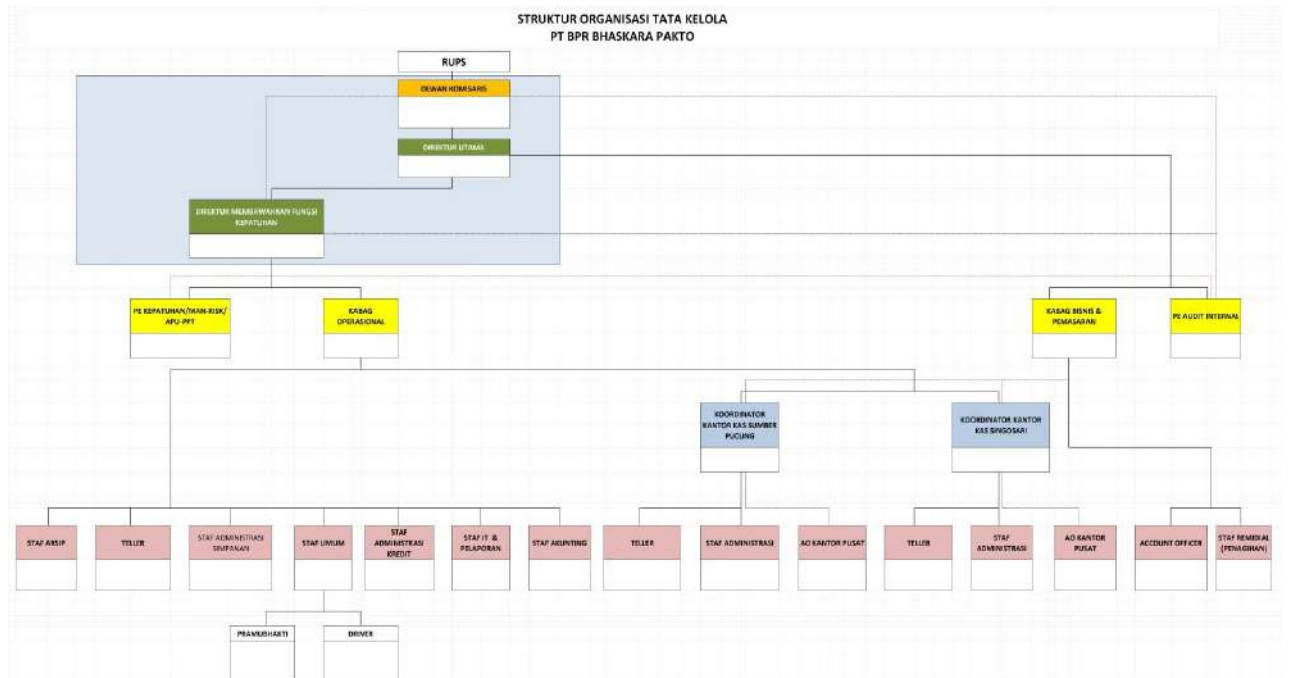 STRUKTUR ORGANISASI TATA KELOLA
PT BPR BHASKARA PAKTO
RUPS
DEWAN KOMISARIS
DIREKTUR UTAMA
DIREKTUR MEMBAWAHKAN FUNGSI
KEPATUHAN
PE KEPATUHAN/MAN-RISK/
APU-PPT
KABAG
OPERASIONAL
KABAG BISNIS &
PEMASARAN
PE AUDIT INTERNAL
KOORDINATOR
KANTOR KAS SUMBER
PUCUNG
KOORDINATOR KANTOR
KAS SINGOSARI
STAF ARSIP
TELLER
STAF ADMINISTRASI
SIMPANAN
STAF UMUM
STAF
ADMINISTRASI
KREDIT
STAF IT &
PELAPORAN
STAF AKUNTING
TELLER
STAF ADMINISTRASI
AO KANTOR PUSAT
TELLER
STAF
ADMINISTRASI
AO KANTOR
PUSAT
ACCOUNT OFFICER
STAF REMEDIAL
(PENAGIHAN)
PRAMUBHAKTI
DRIVER